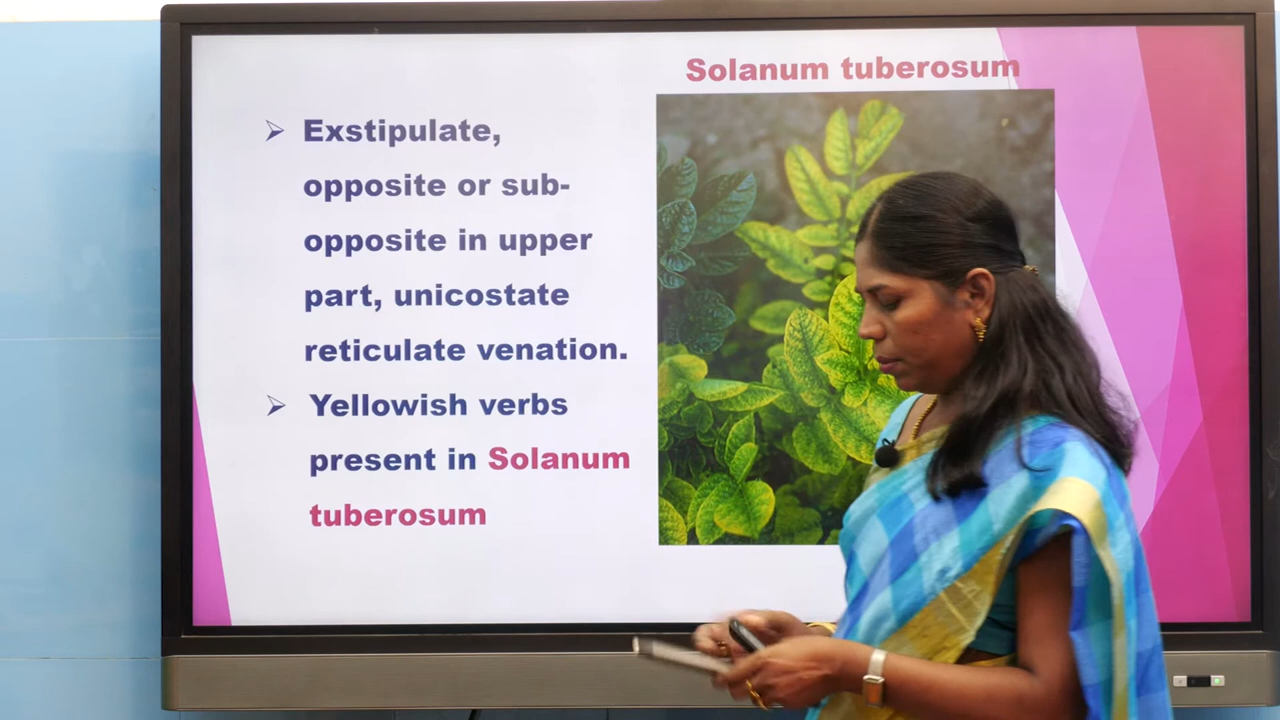 Solanum tuberosum
Exstipulate,
opposite or sub-
opposite in upper
part, unicostate
reticulate venation.
Yellowish verbs
present in Solanum
tuberosum